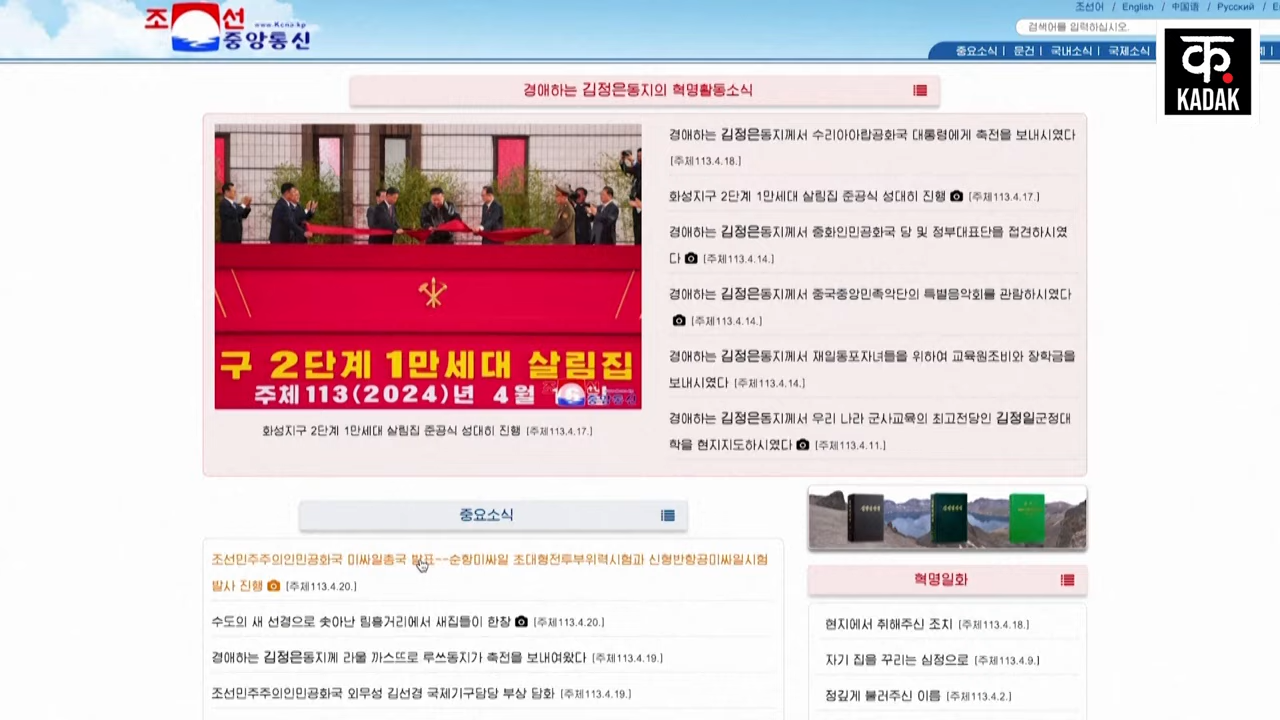 조선
www.kcna.kp
중앙통신
조선어 / English / 中国语 / Русский /
검색어를 입력하십시오.
중요소식 | 문건 | 국내소식 | 국제소식
क.
KADAK
경애하는 김정은동지의 혁명활동소식
구 2단계 1만세대 살림집
주체113(2024)년 4월
화성지구 2단계 1만세대 살림집 준공식 성대히 진행 [주체113.4.17.]
경애하는 김정은동지께서 수리아아랍공화국 대통령에게 축전을 보내시였다
[주체113.4.18.]
화성지구 2단계 1만세대 살림집 준공식 성대히 진행 [주체113.4.17.]
경애하는 김정은동지께서 중화인민공화국 당 및 정부대표단을 접견하시였
다 [주체113.4.14.]
경애하는 김정은동지께서 중국중앙민족악단의 특별음악회를 관람하시였다
[주체113.4.14.]
경애하는 김정은동지께서 재일동포자녀들을 위하여 교육원조비와 장학금을
보내시였다 [주체113.4.14.]
경애하는 김정은동지께서 우리 나라 군사교육의 최고전당인 김정일군정대
학을 현지지도하시였다 [주체113.4.11.]
중요소식
조선민주주의인민공화국 미싸일총국 발표--순항미싸일 초대형전투부위력시험과 신형반항공미싸일시험
발사 진행 [주체113.4.20.]
수도의 새 선경으로 솟아난 림흥거리에서 새집들이 한창 [주체113.4.20.]
경애하는 김정은동지께 라울 까스뜨로 루쓰동지가 축전을 보내여왔다 [주체113.4.19.]
조선민주주의인민공화국 외무성 김선경 국제기구담당 부상 담화 [주체113.4.19.]
혁명일화
현지에서 취해주신 조치 [주체113.4.18.]
자기 집을 꾸리는 심정으로 [주체113.4.9.]
정깊게 불러주신 이름 [주체113.4.2.]